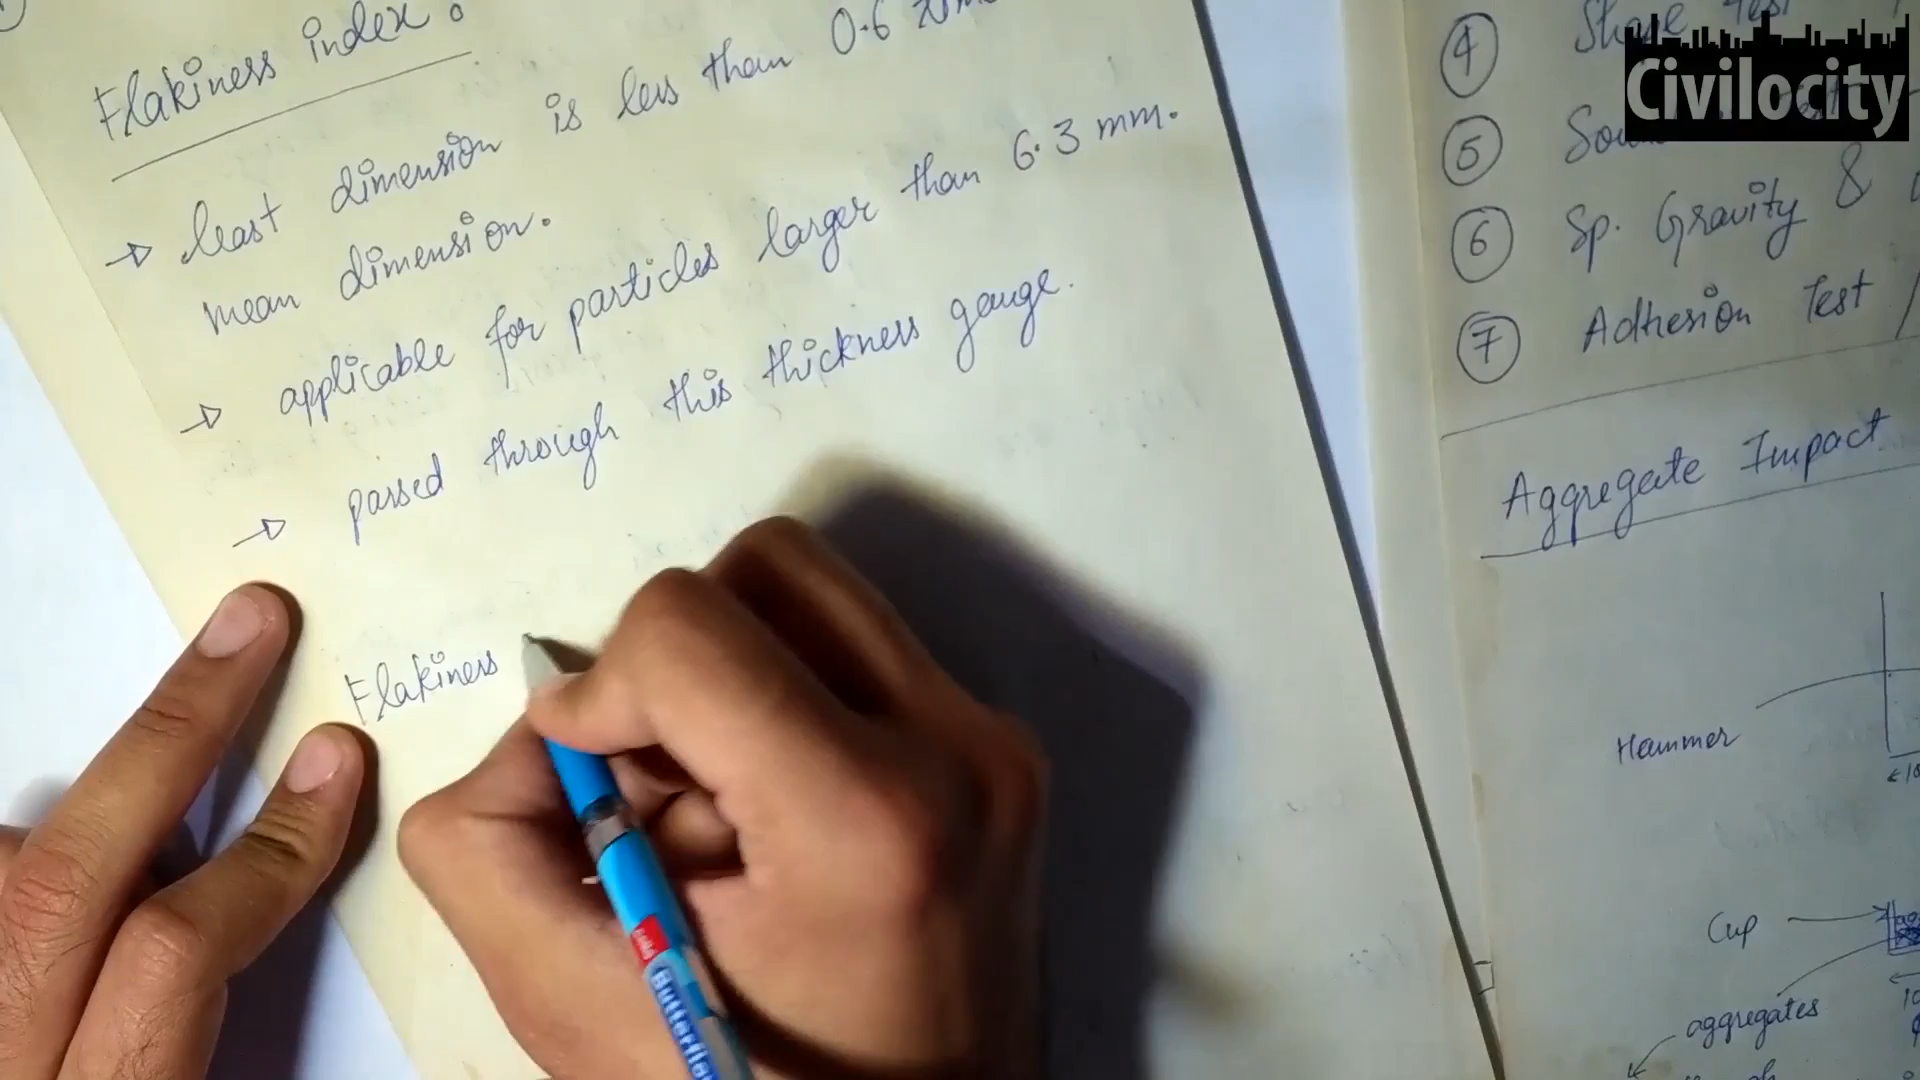 Flakiness index.
→ least dimension is less than 0.6 times
mean dimension.
→ applicable for particles larger than 6.3 mm.
→ passed through this thickness gauge.
Flakiness
④ Shape Test
⑤
⑥ Sp. Gravity &
⑦ Adhesion Test /
Aggregate Impact
Hammer
Cup
aggregates
Civilocity
Butterflow